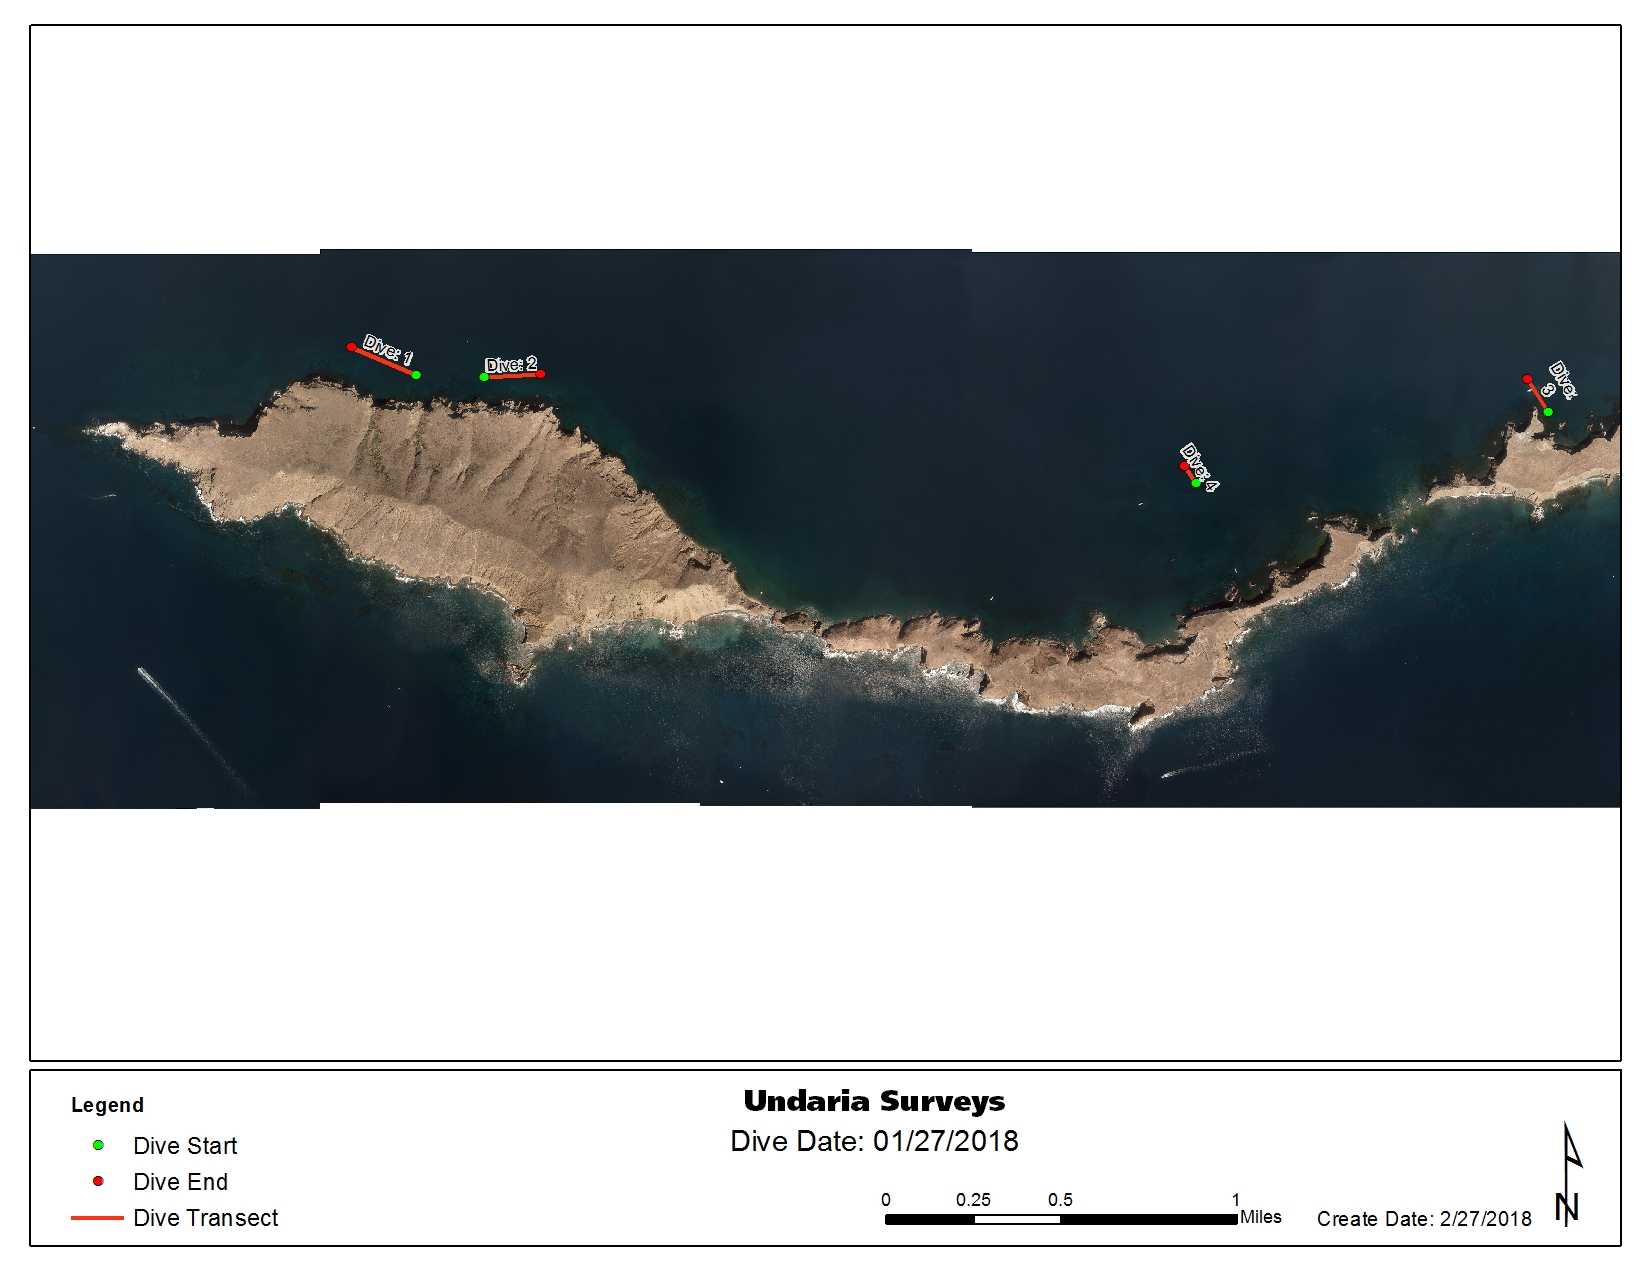 Dive: 1
Dive: 2
Dive:
3
Dive: 4
Legend
Dive Start
Dive End
Dive Transect
Undaria Surveys
Dive Date: 01/27/2018
0 0.25 0.5 1
Miles
Create Date: 2/27/2018
N